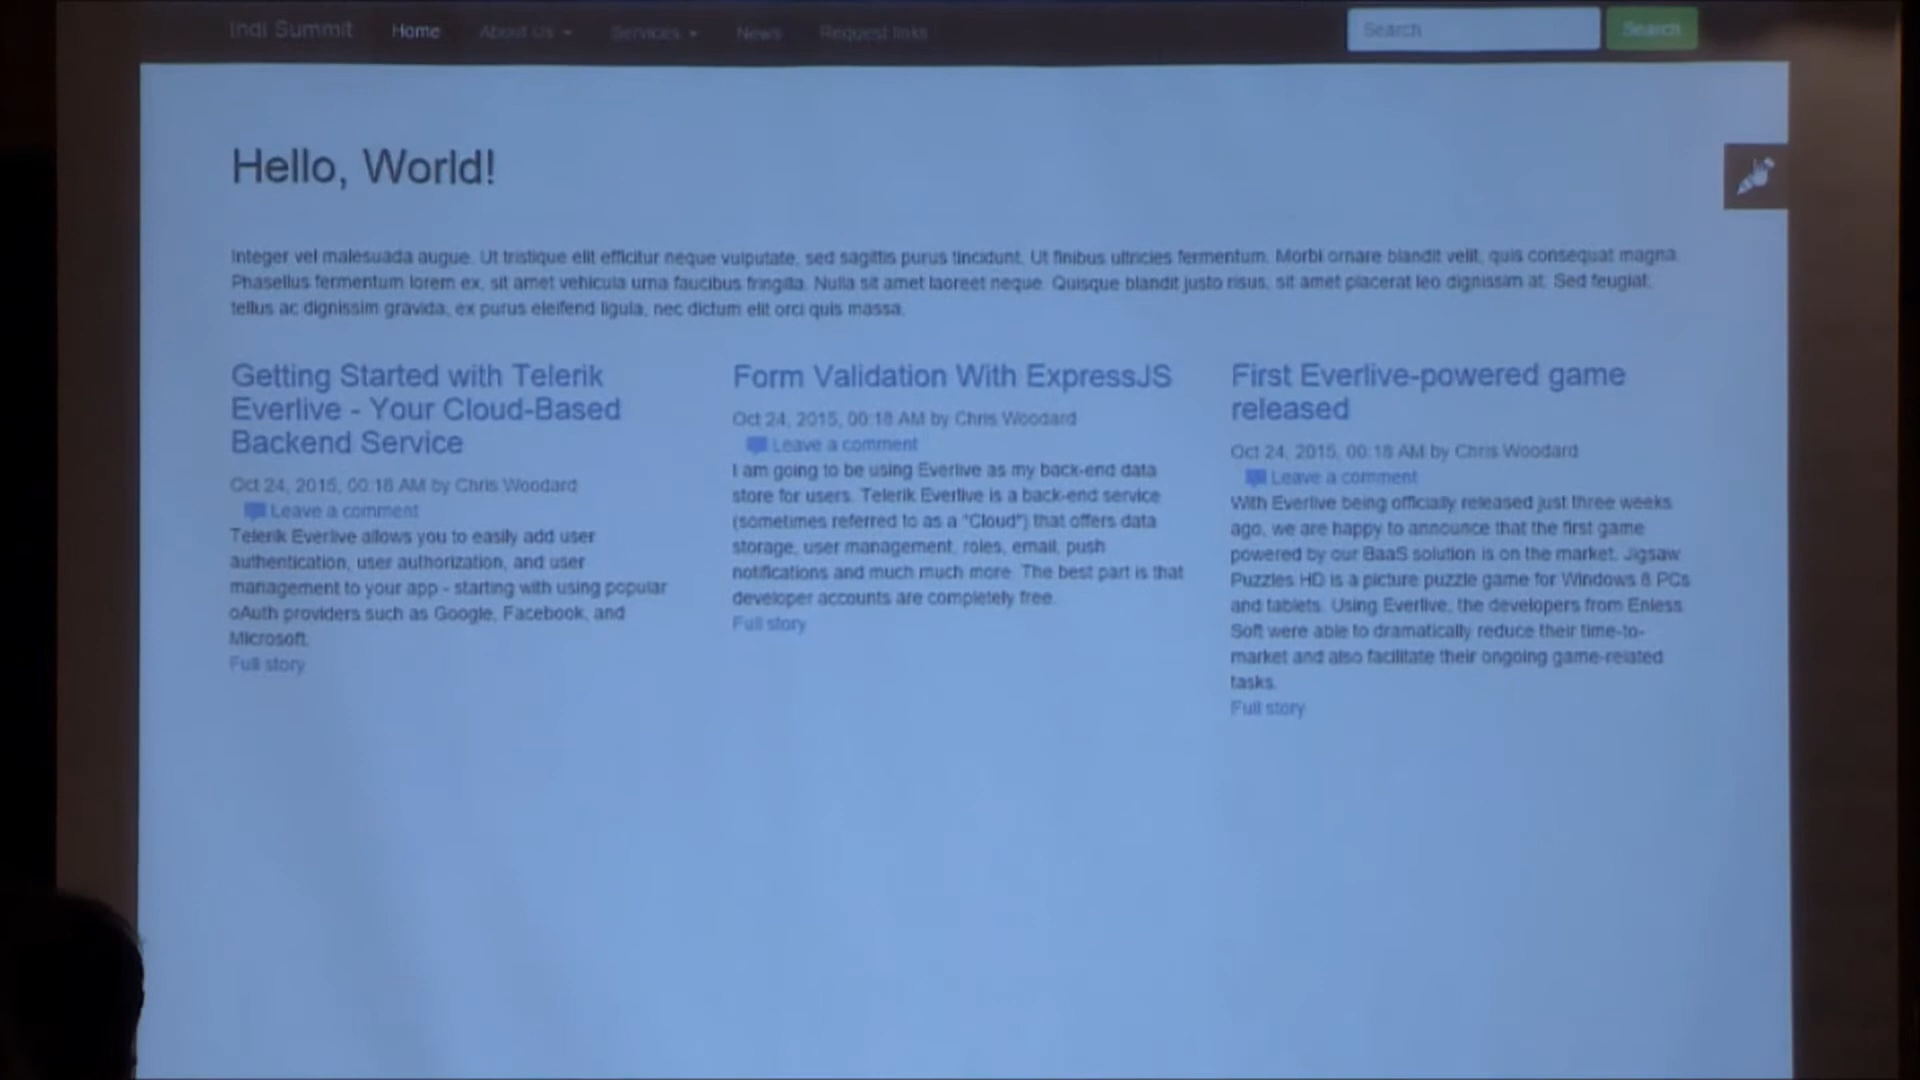 Indi Summit Home About Us Services News Request links Search Search
Hello, World!
Integer vel malesuada augue. Ut tristique elit efficitur neque vulputate, sed sagittis purus tincidunt. Ut finibus ultricies fermentum. Morbi ornare blandit velit, quis consequat magna.
Phasellus fermentum lorem ex, sit amet vehicula urna faucibus fringilla. Nulla sit amet laoreet neque. Quisque blandit justo risus, sit amet placerat leo dignissim at. Sed feugiat,
tellus ac dignissim gravida, ex purus eleifend ligula, nec dictum elit orci quis massa.
Getting Started with Telerik
Everlive - Your Cloud-Based
Backend Service
Oct 24, 2015, 00:18 AM by Chris Woodard
Leave a comment
Telerik Everlive allows you to easily add user
authentication, user authorization, and user
management to your app - starting with using popular
oAuth providers such as Google, Facebook, and
Microsoft.
Full story
Form Validation With ExpressJS
Oct 24, 2015, 00:18 AM by Chris Woodard
Leave a comment
I am going to be using Everlive as my back-end data
store for users. Telerik Everlive is a back-end service
(sometimes referred to as a "Cloud") that offers data
storage, user management, roles, email, push
notifications and much much more. The best part is that
developer accounts are completely free.
Full story
First Everlive-powered game
released
Oct 24, 2015, 00:18 AM by Chris Woodard
Leave a comment
With Everlive being officially released just three weeks
ago, we are happy to announce that the first game
powered by our BaaS solution is on the market. Jigsaw
Puzzles HD is a picture puzzle game for Windows 8 PCs
and tablets. Using Everlive, the developers from Enless
Soft were able to dramatically reduce their time-to-
market and also facilitate their ongoing game-related
tasks.
Full story